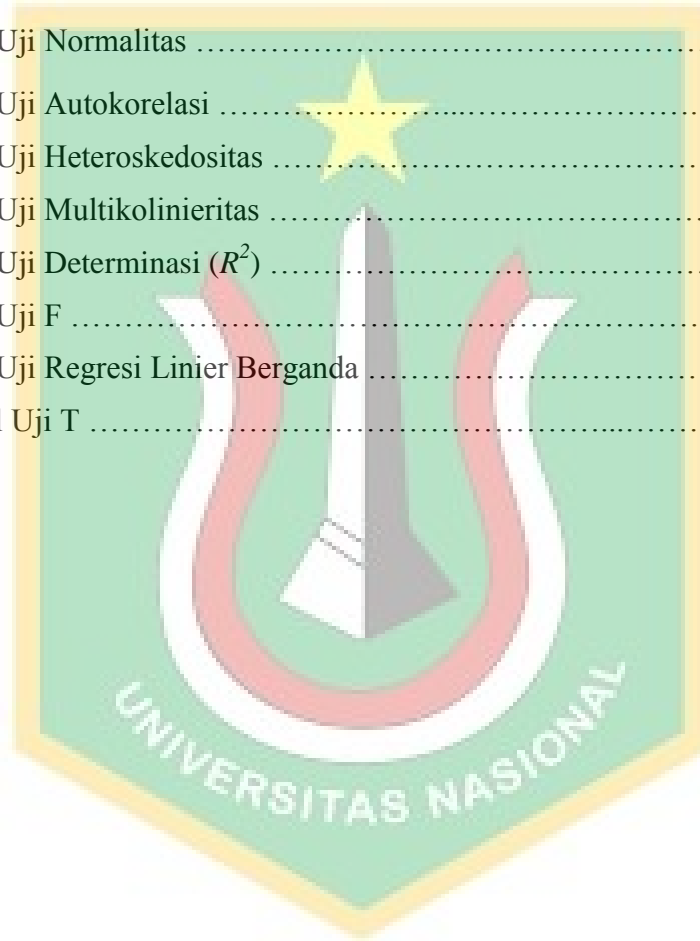 Uji Normalitas ……………………………………………………
Uji Autokorelasi …………………...……………………
Uji Heteroskedositas ………………………………………
Uji Multikolinieritas ………………………………………
Uji Determinasi (R²) ………………………………………
Uji F ……………………………………………………………
Uji Regresi Linier Berganda ……………………………
Uji T ……………………………………………………...………
UNIVERSITAS NASIONAL